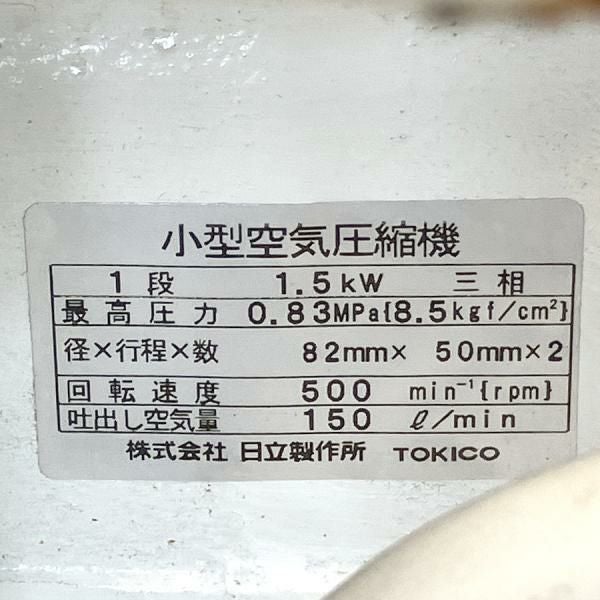 小型空気圧縮機
1段 1.5kW 三相
最高圧力 0.83MPa{8.5kgf/cm²}
径×行程×数 82mm× 50mm×2
回転速度 500 min⁻¹{rpm}
吐出し空気量 150 ℓ/min
株式会社 日立製作所 TOKICO